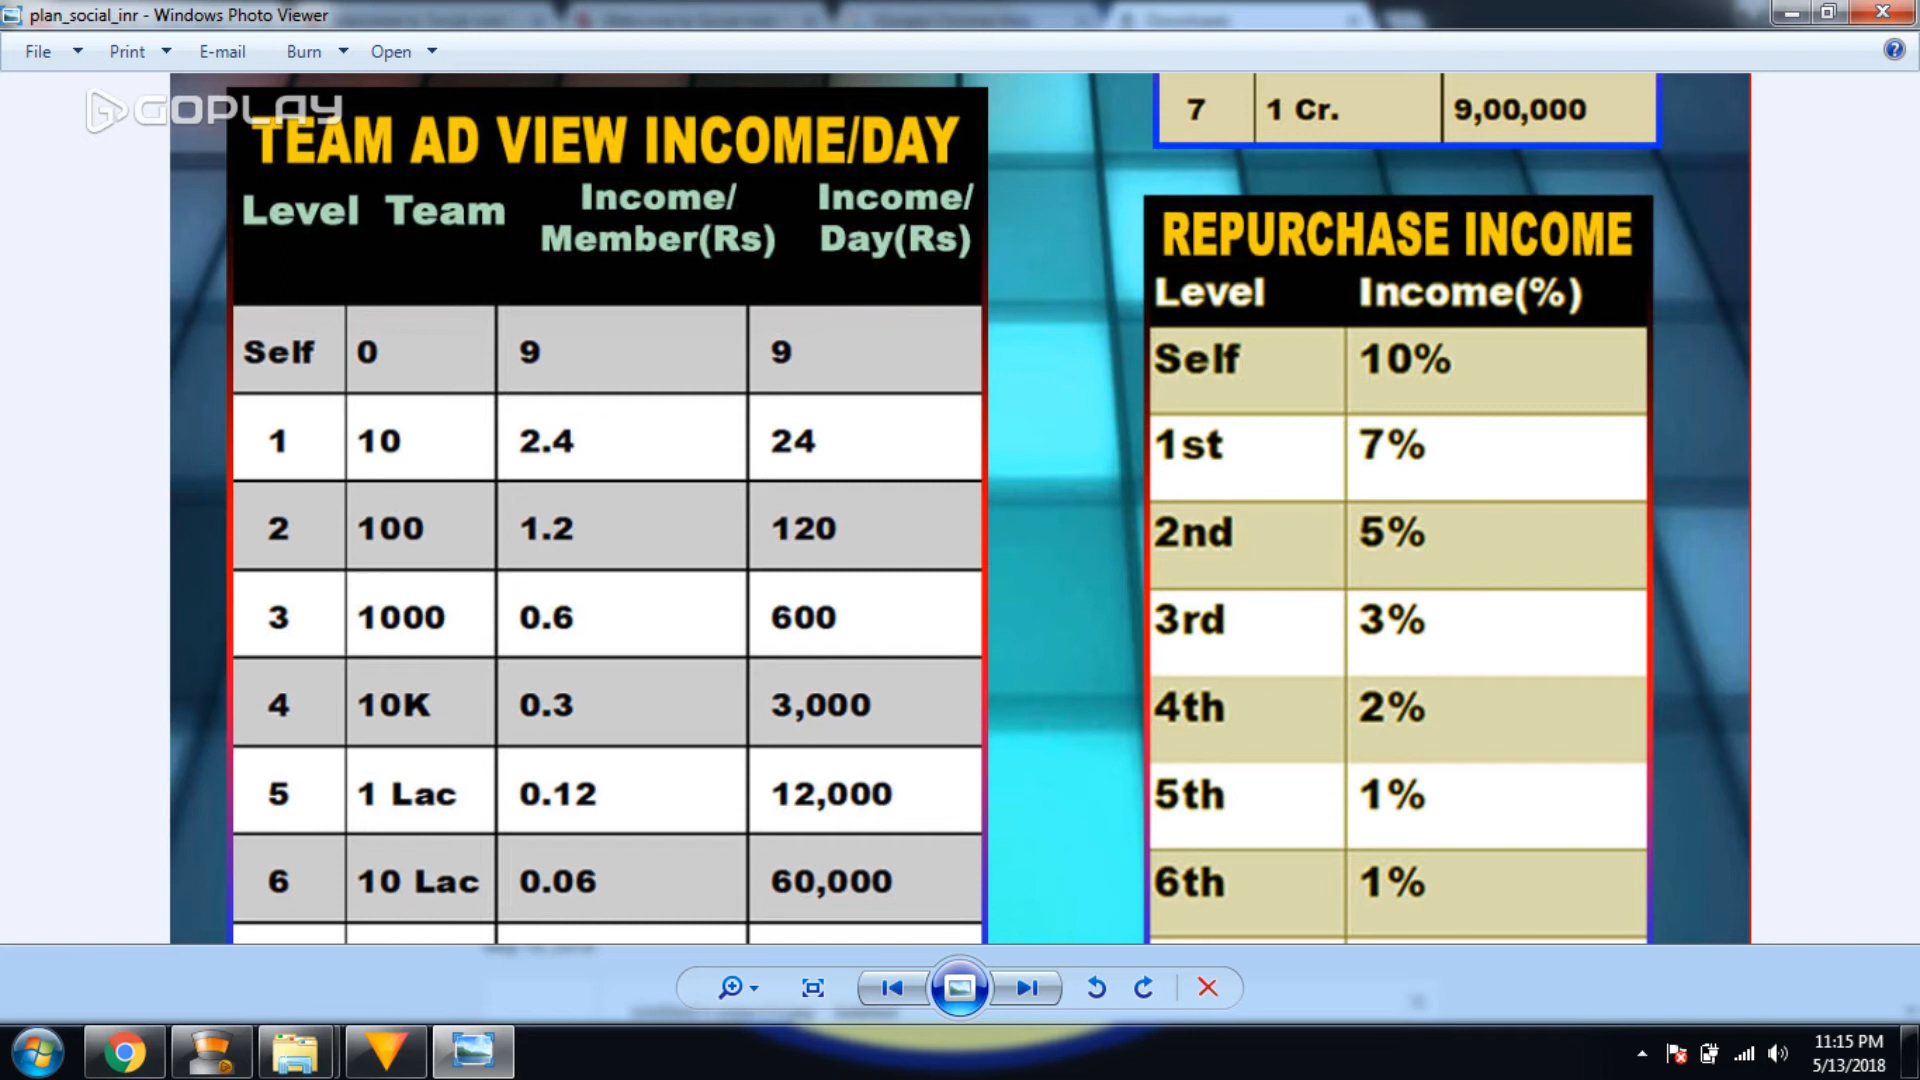 plan_social_inr - Windows Photo Viewer
File Print E-mail Burn Open
GOPLAY
TEAM AD VIEW INCOME/DAY
Level Team Income/Member(Rs) Income/Day(Rs)
Self 0 9 9
1 10 2.4 24
2 100 1.2 120
3 1000 0.6 600
4 10K 0.3 3,000
5 1 Lac 0.12 12,000
6 10 Lac 0.06 60,000
7 1 Cr. 9,00,000
REPURCHASE INCOME
Level Income(%)
Self 10%
1st 7%
2nd 5%
3rd 3%
4th 2%
5th 1%
6th 1%
11:15 PM
5/13/2018